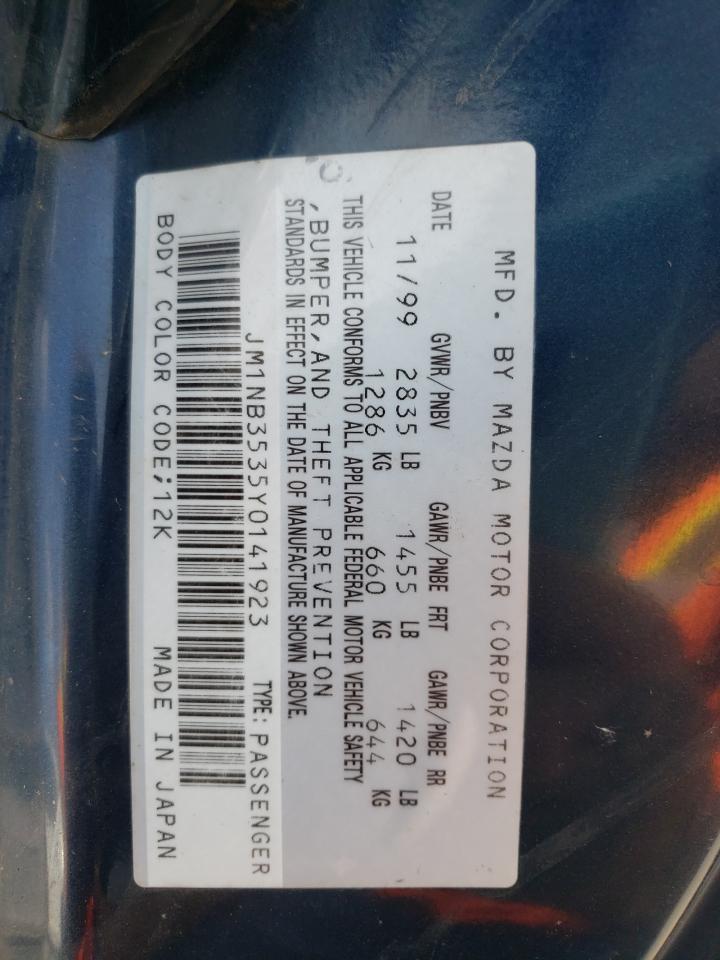 MFD. BY MAZDA MOTOR CORPORATION
DATE GVWR/PNBV GAWR/PNBE FRT GAWR/PNBE RR
11/99 2835 LB 1455 LB 1420 LB
1286 KG 660 KG 644 KG
THIS VEHICLE CONFORMS TO ALL APPLICABLE FEDERAL MOTOR VEHICLE SAFETY
,BUMPER,AND THEFT PREVENTION
STANDARDS IN EFFECT ON THE DATE OF MANUFACTURE SHOWN ABOVE.
JM1NB3535Y0141923 TYPE: PASSENGER
BODY COLOR CODE;12K MADE IN JAPAN